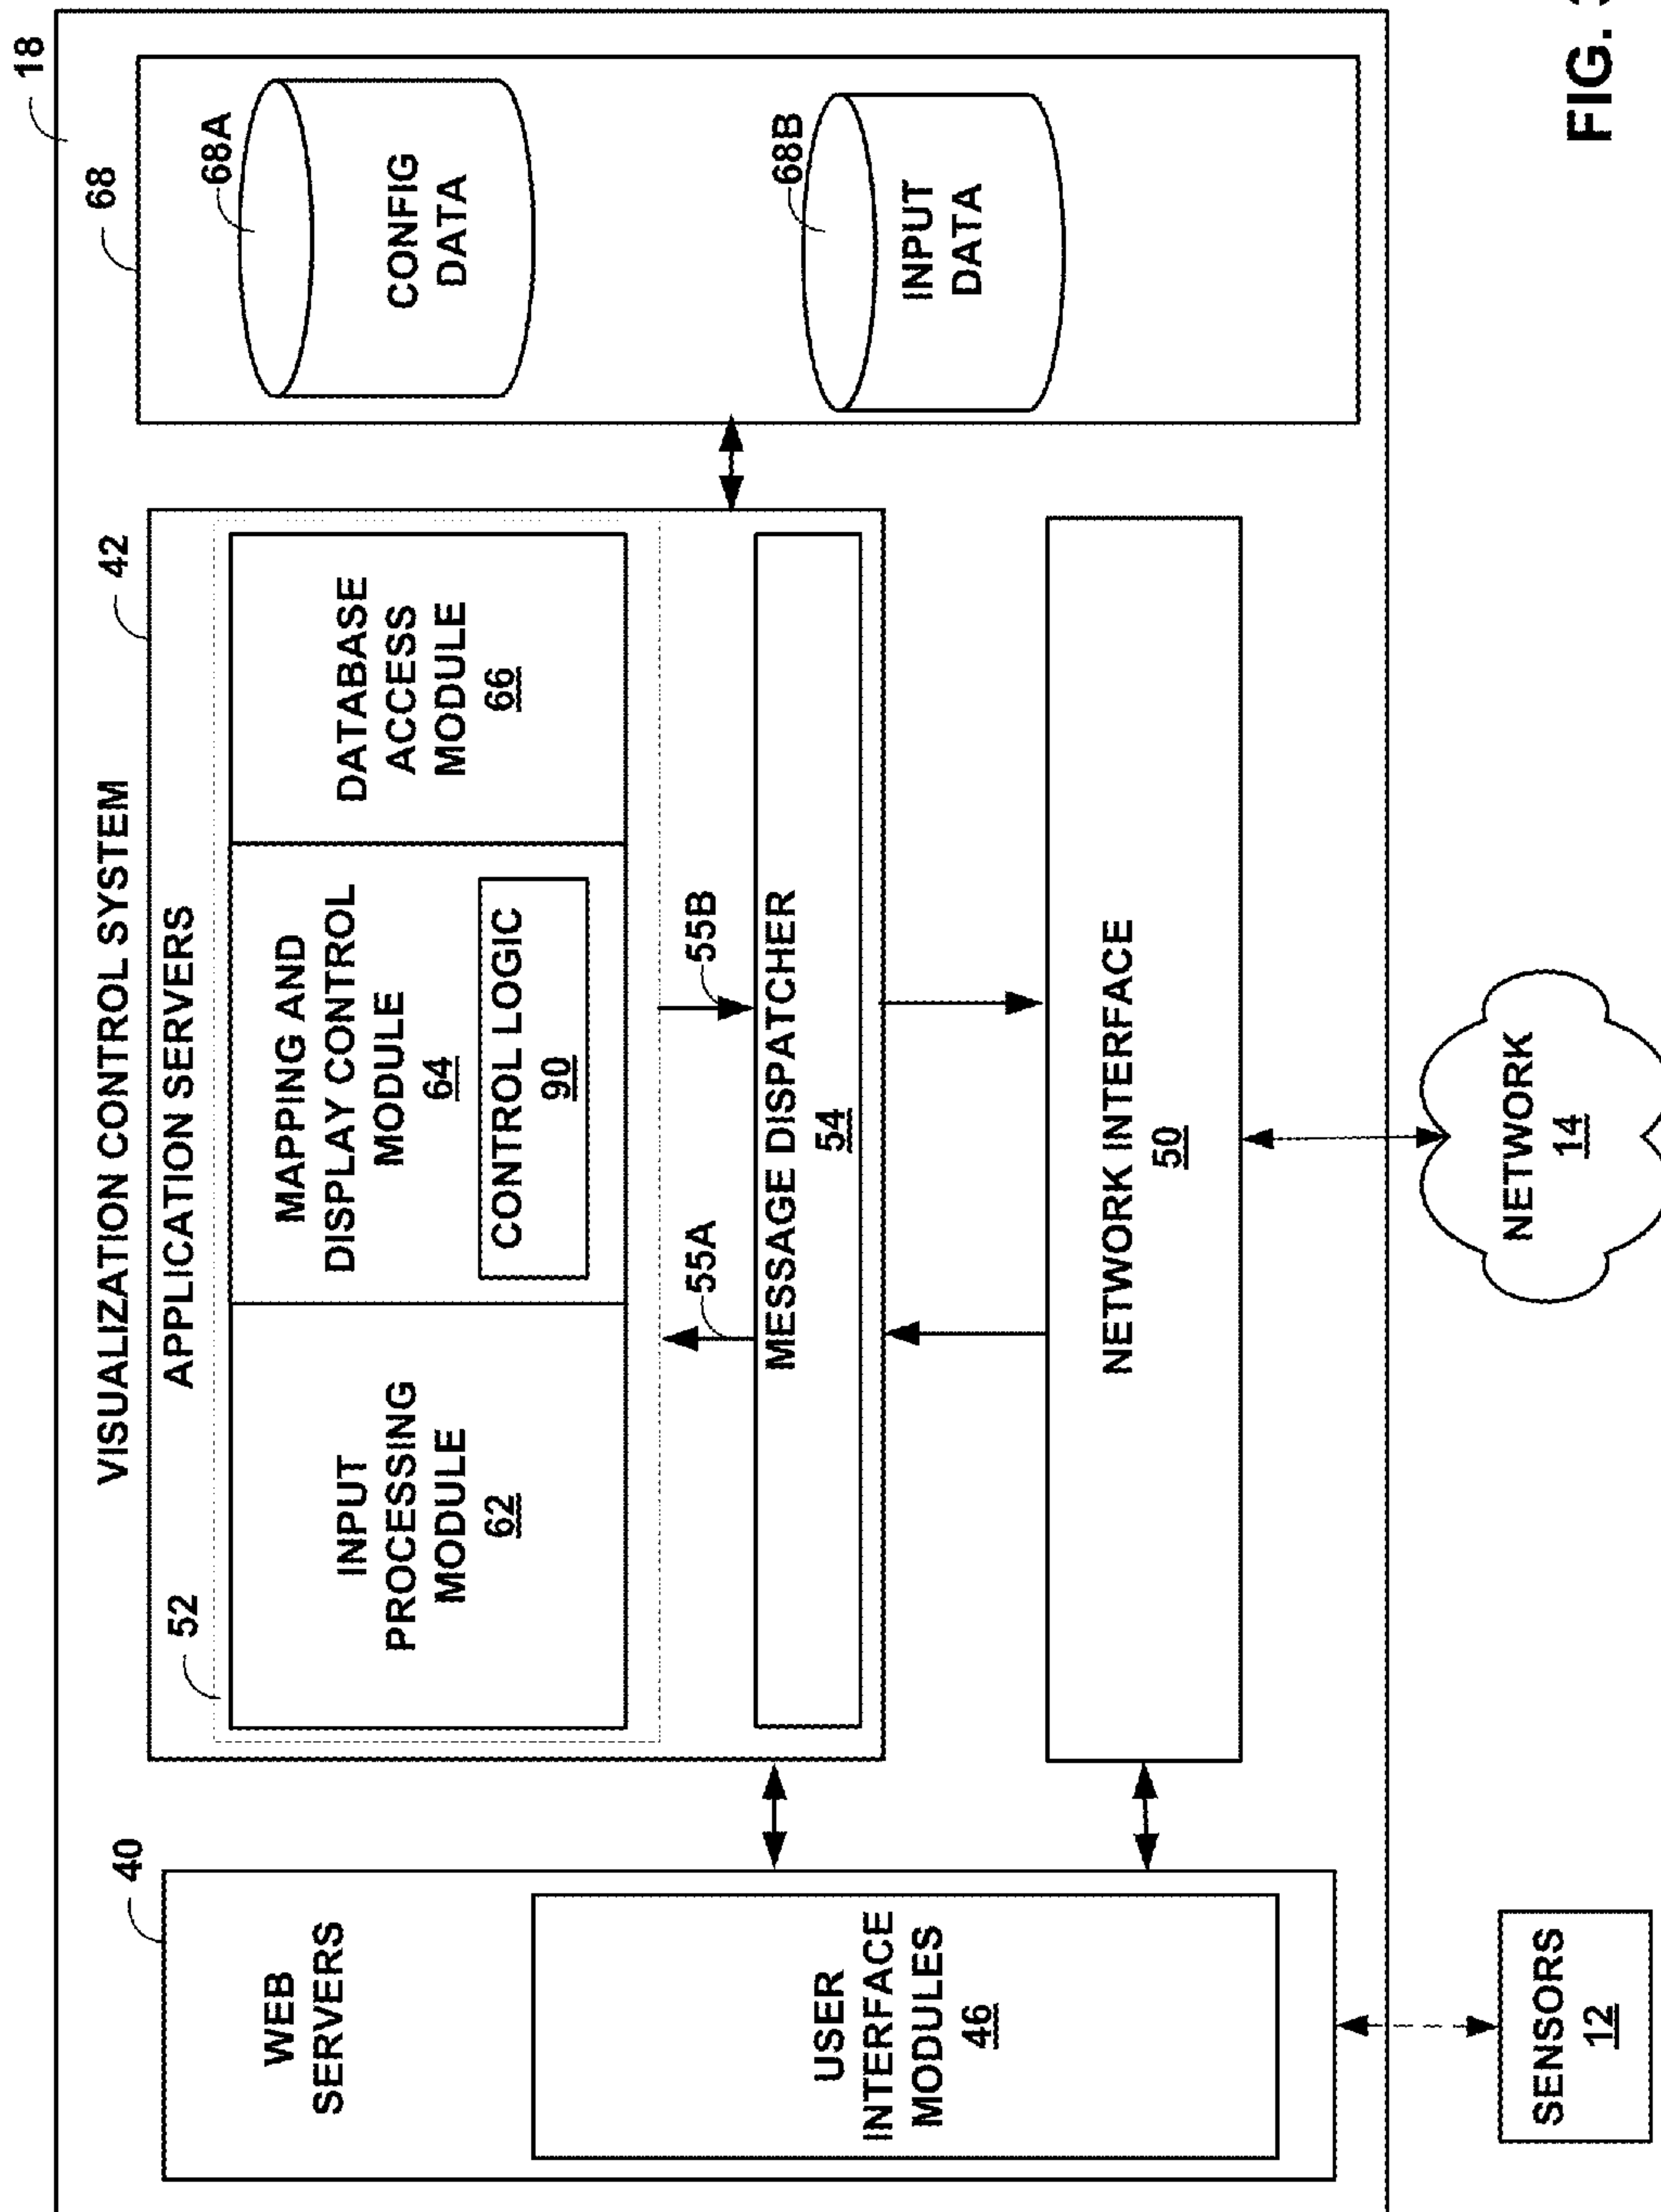 VISUALIZATION CONTROL SYSTEM
18
40
WEB
SERVERS
USER
INTERFACE
MODULES
46
52
APPLICATION SERVERS
42
INPUT
PROCESSING
MODULE
62
MAPPING AND
DISPLAY CONTROL
MODULE
64
CONTROL LOGIC
90
DATABASE
ACCESS
MODULE
66
55A
55B
MESSAGE DISPATCHER
54
NETWORK INTERFACE
50
68
68A
CONFIG
DATA
68B
INPUT
DATA
SENSORS
12
NETWORK
14
FIG.